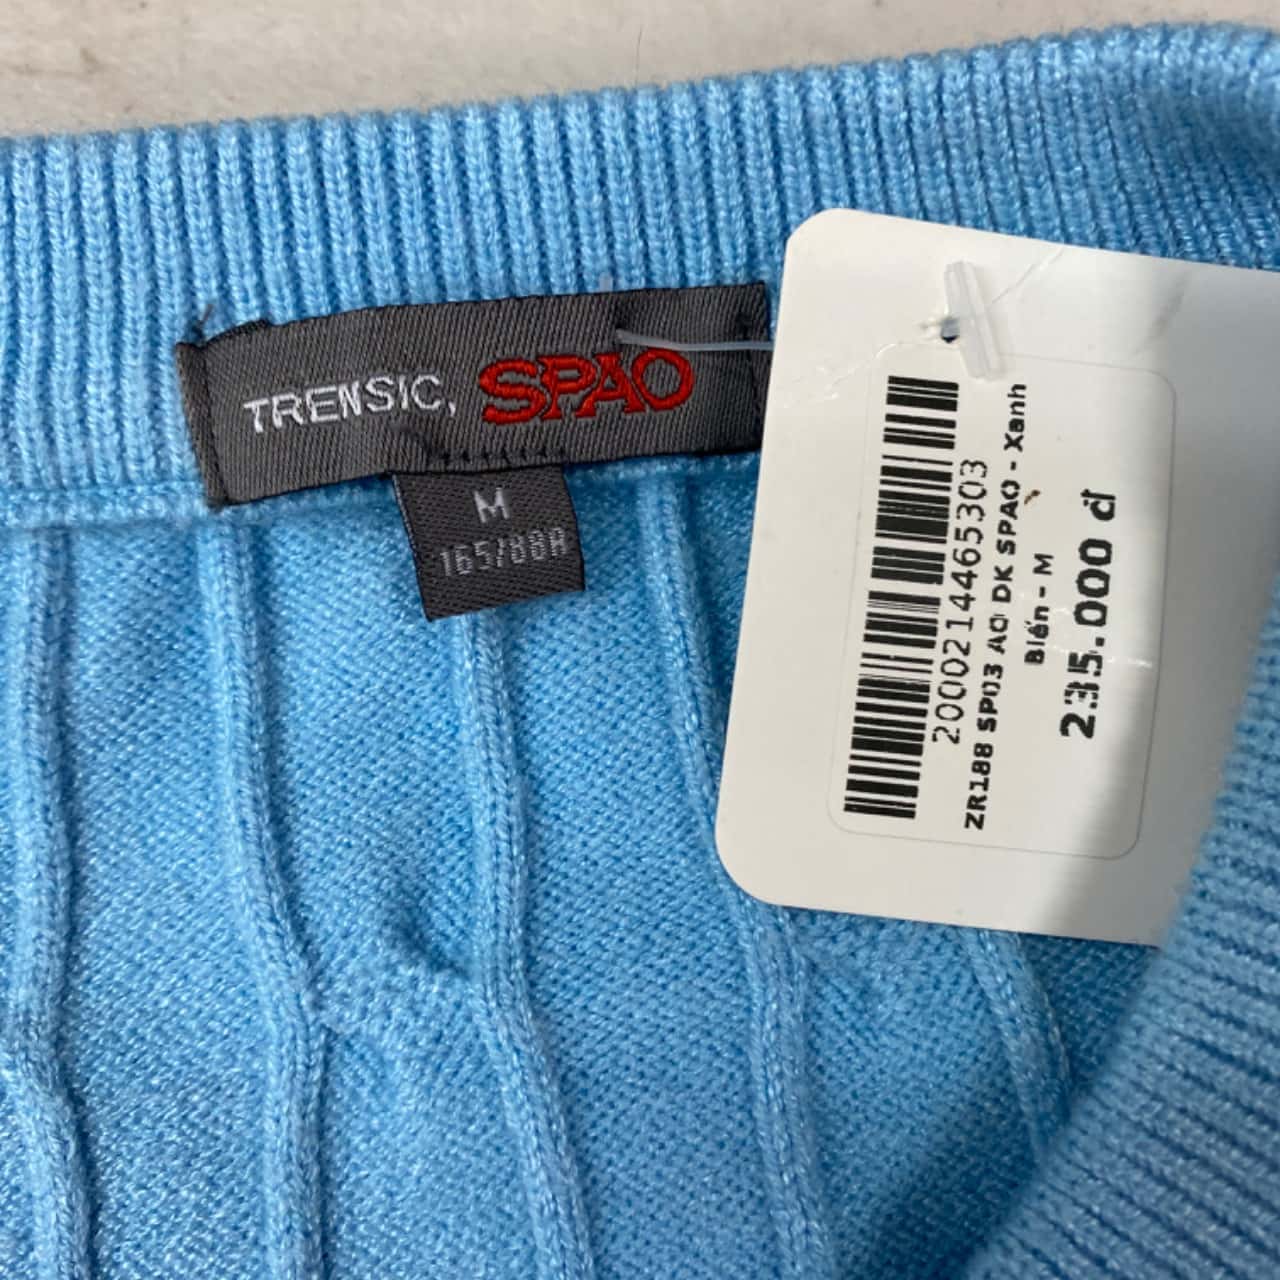 TRENSIC, SPAO
M
165/88A
2000214465303
ZR188 SP03 AO DK SPAO - Xanh
Biển - M
235.000 đ